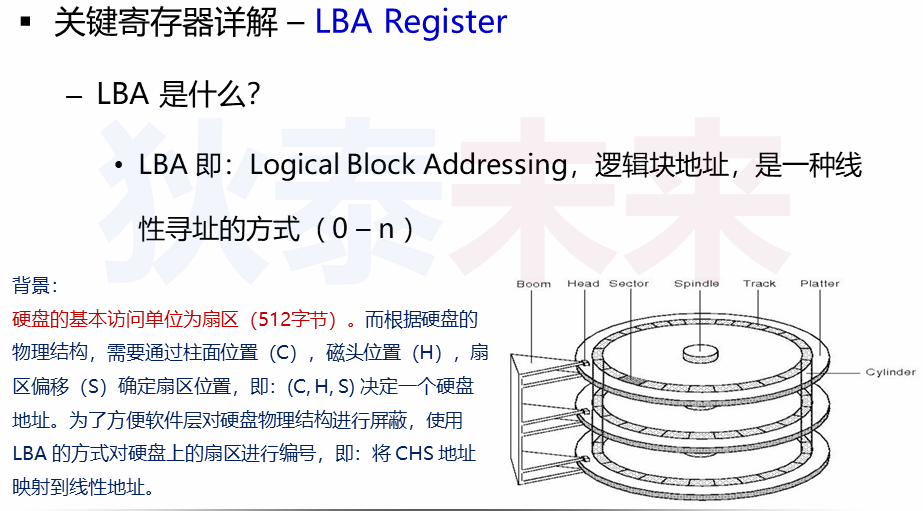 ▪ 关键寄存器详解 – LBA Register
– LBA 是什么？
• LBA 即：Logical Block Addressing，逻辑块地址，是一种线
性寻址的方式（0 – n）
狄泰未来
背景：
硬盘的基本访问单位为扇区（512字节）。而根据硬盘的
物理结构，需要通过柱面位置（C），磁头位置（H），扇
区偏移（S）确定扇区位置，即：(C, H, S) 决定一个硬盘
地址。为了方便软件层对硬盘物理结构进行屏蔽，使用
LBA 的方式对硬盘上的扇区进行编号，即：将 CHS 地址
映射到线性地址。
Boom Head Sector Spindle Track Platter
Cylinder